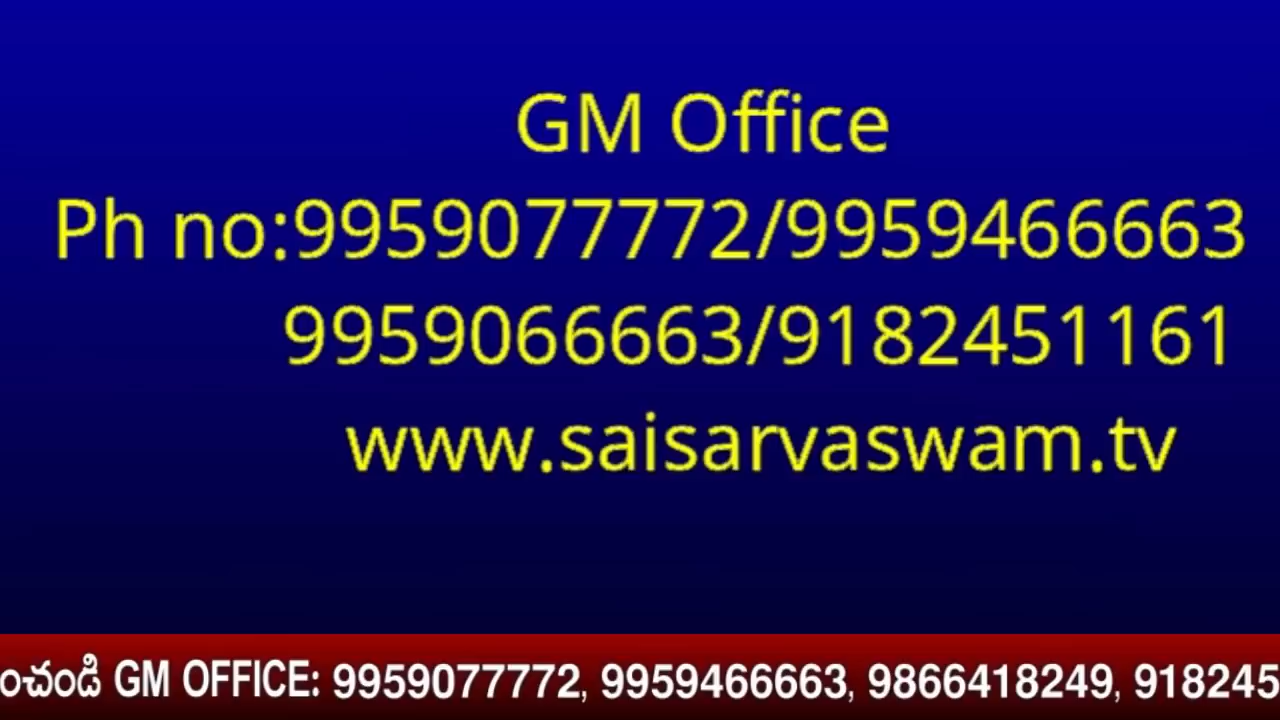 GM Office
Ph no:9959077772/9959466663
9959066663/9182451161
www.saisarvaswam.tv
ంచండి GM OFFICE: 9959077772, 9959466663, 9866418249, 918245